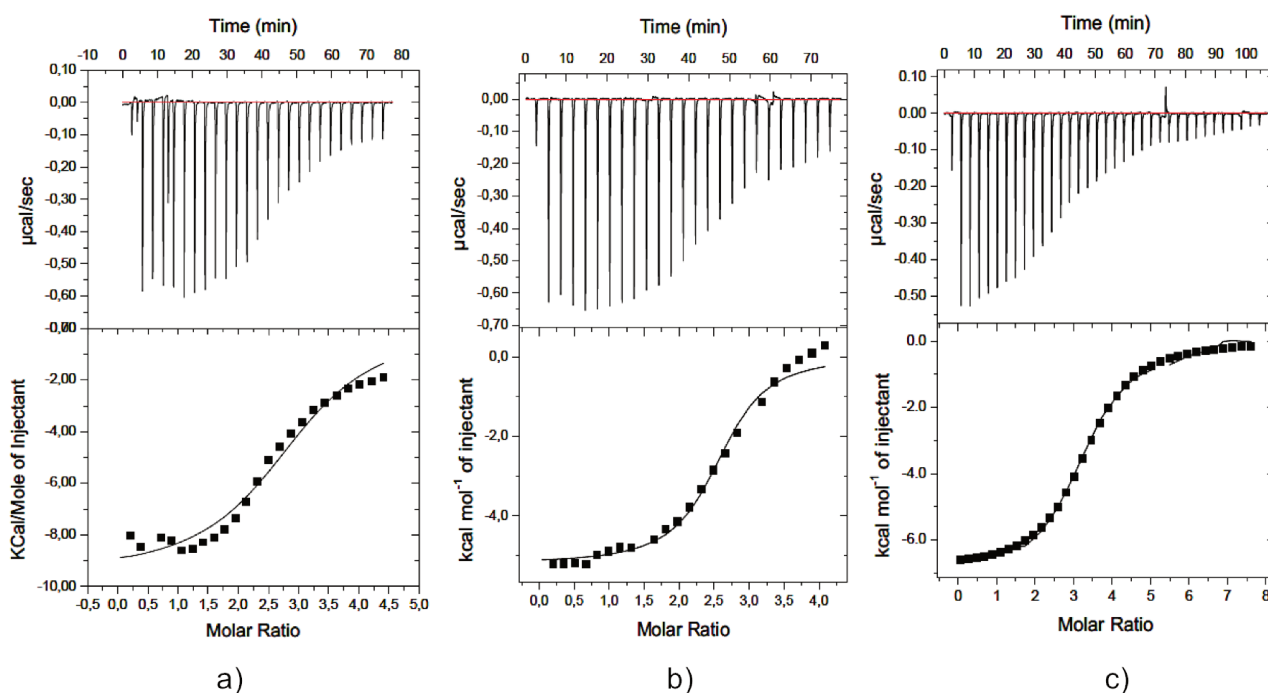 Time (min)
-10 0 10 20 30 40 50 60 70 80
0,10
0,00
-0,10
-0,20
-0,30
-0,40
-0,50
-0,60
µcal/sec
-2,00
-4,00
-6,00
-8,00
-10,00
KCal/Mole of Injectant
-0,5 0,0 0,5 1,0 1,5 2,0 2,5 3,0 3,5 4,0 4,5 5,0
Molar Ratio
a)
Time (min)
0 10 20 30 40 50 60 70
0,00
-0,10
-0,20
-0,30
-0,40
-0,50
-0,60
-0,70
µcal/sec
0,0
-2,0
-4,0
kcal mol⁻¹ of injectant
0,0 0,5 1,0 1,5 2,0 2,5 3,0 3,5 4,0
Molar Ratio
b)
Time (min)
0 10 20 30 40 50 60 70 80 90 100
0.10
0.00
-0.10
-0.20
-0.30
-0.40
-0.50
µcal/sec
0.0
-2.0
-4.0
-6.0
kcal mol⁻¹ of injectant
0 1 2 3 4 5 6 7 8
Molar Ratio
c)